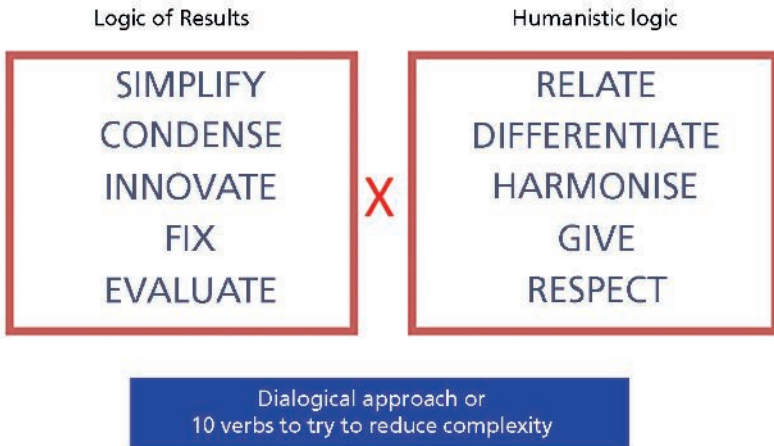 Logic of Results
Humanistic logic
SIMPLIFY
CONDENSE
INNOVATE
FIX
EVALUATE
X
RELATE
DIFFERENTIATE
HARMONISE
GIVE
RESPECT
Dialogical approach or
10 verbs to try to reduce complexity